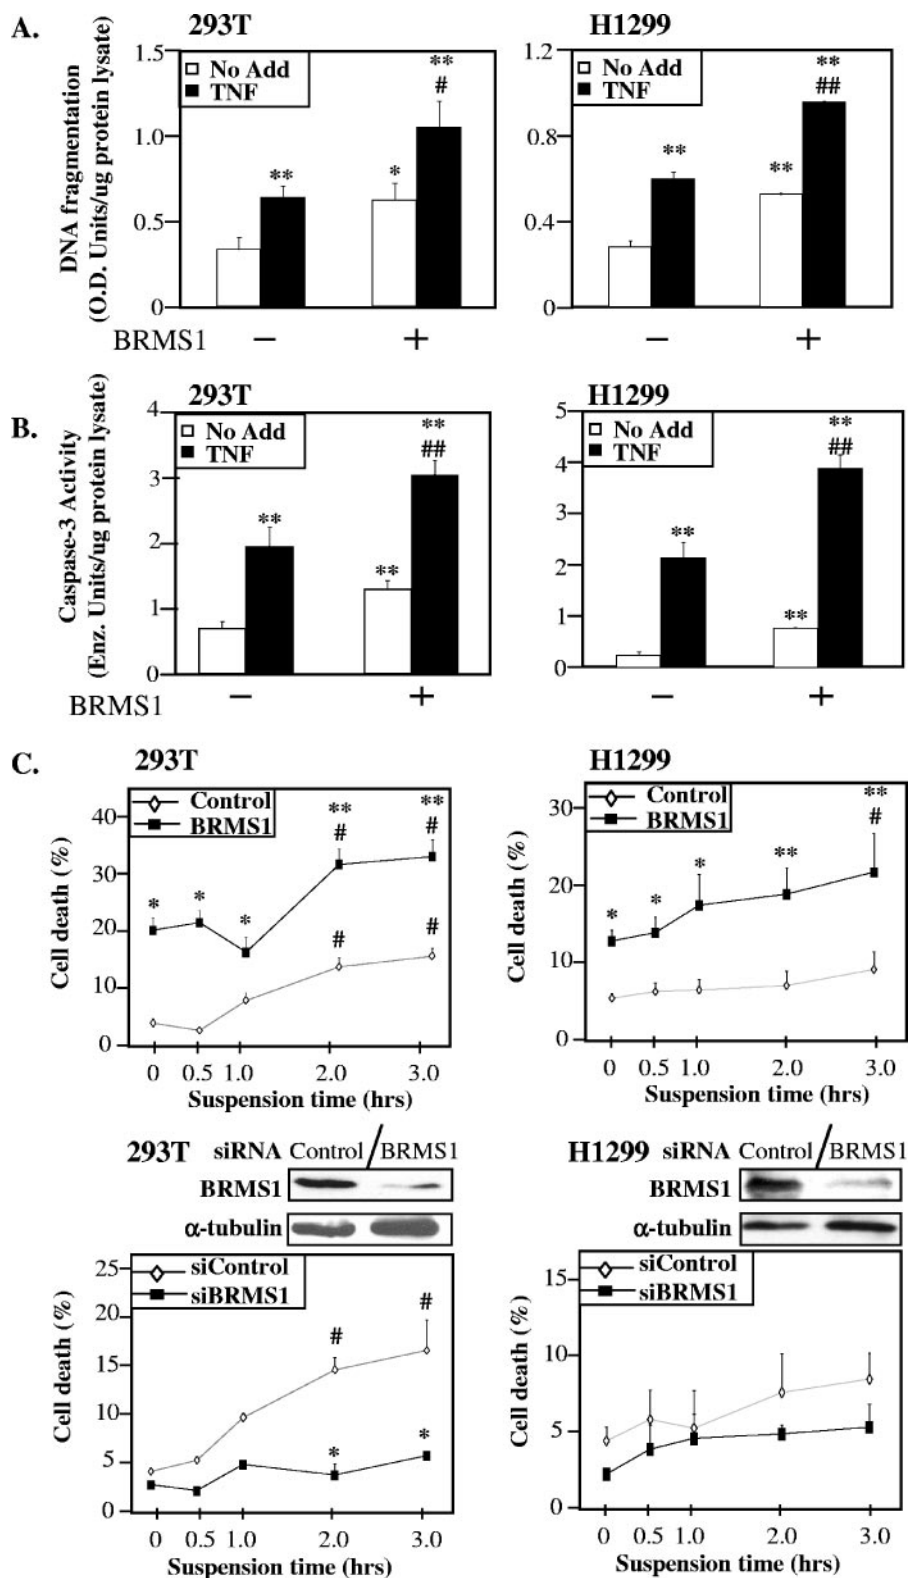 A.
293T
H1299
DNA fragmentation
(O.D. Units/ug protein lysate)
1.5
1.0
0.5
0
No Add
TNF
**
*
**
#
1.2
0.8
0.4
0
No Add
TNF
**
**
**
##
BRMS1
−
+
−
+
B.
293T
H1299
Caspase-3 Activity
(Enz. Units/ug protein lysate)
4
3
2
1
0
No Add
TNF
**
**
**
##
5
4
3
2
1
0
No Add
TNF
**
**
**
##
BRMS1
−
+
−
+
C.
293T
Cell death (%)
40
30
20
10
0
Control
BRMS1
*
*
*
**
#
**
#
#
#
0 0.5 1.0 2.0 3.0
Suspension time (hrs)
H1299
Cell death (%)
30
20
10
0
Control
BRMS1
*
*
*
**
**
#
0 0.5 1.0 2.0 3.0
Suspension time (hrs)
293T siRNA Control / BRMS1
BRMS1
α-tubulin
Cell death (%)
25
20
15
10
5
0
siControl
siBRMS1
#
#
*
*
0 0.5 1.0 2.0 3.0
Suspension time (hrs)
H1299 siRNA Control / BRMS1
BRMS1
α-tubulin
Cell death (%)
15
10
5
0
siControl
siBRMS1
0 0.5 1.0 2.0 3.0
Suspension time (hrs)